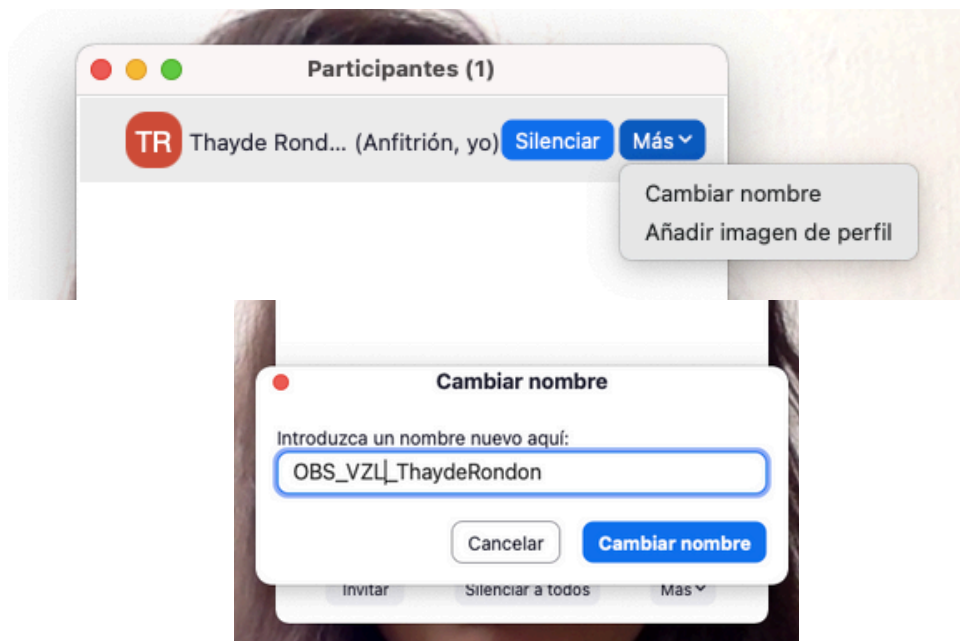 Participantes (1)
TR Thayde Rond... (Anfitrión, yo) Silenciar Más
Cambiar nombre
Añadir imagen de perfil
Cambiar nombre
Introduzca un nombre nuevo aquí:
OBS_VZL_ThaydeRondon
Cancelar Cambiar nombre
Invitar Silenciar a todos Más